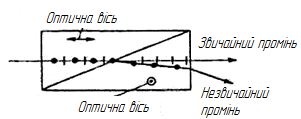 Оптична вісь
Звичайний промінь
Оптична вісь
Незвичайний
промінь